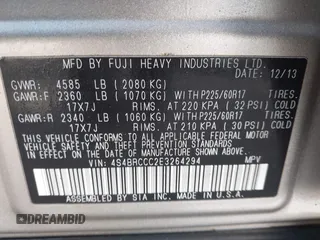 MFD BY FUJI HEAVY INDUSTRIES LTD.
DATE: 12/13
GVWR: 4585 LB (2080 KG)
GAWR:F 2360 LB (1070 KG) WITH P225/60R17 TIRES.
17X7J RIMS. AT 220 KPA (32 PSI) COLD
GAWR:R 2340 LB (1060 KG) WITH P225/60R17 TIRES.
17X7J RIMS. AT 210 KPA (30 PSI) COLD
THIS VEHICLE CONFORMS TO ALL
APPLICABLE FEDERAL MOTOR VEHICLE SAFETY
STANDARDS IN EFFECT ON THE DATE OF
MANUFACTURE SHOWN ABOVE.
VIN: 4S4BRCCC2E3264294 MPV
ASSEMBLED BY SIA INC. MADE IN U.S.A.
DREAMBID